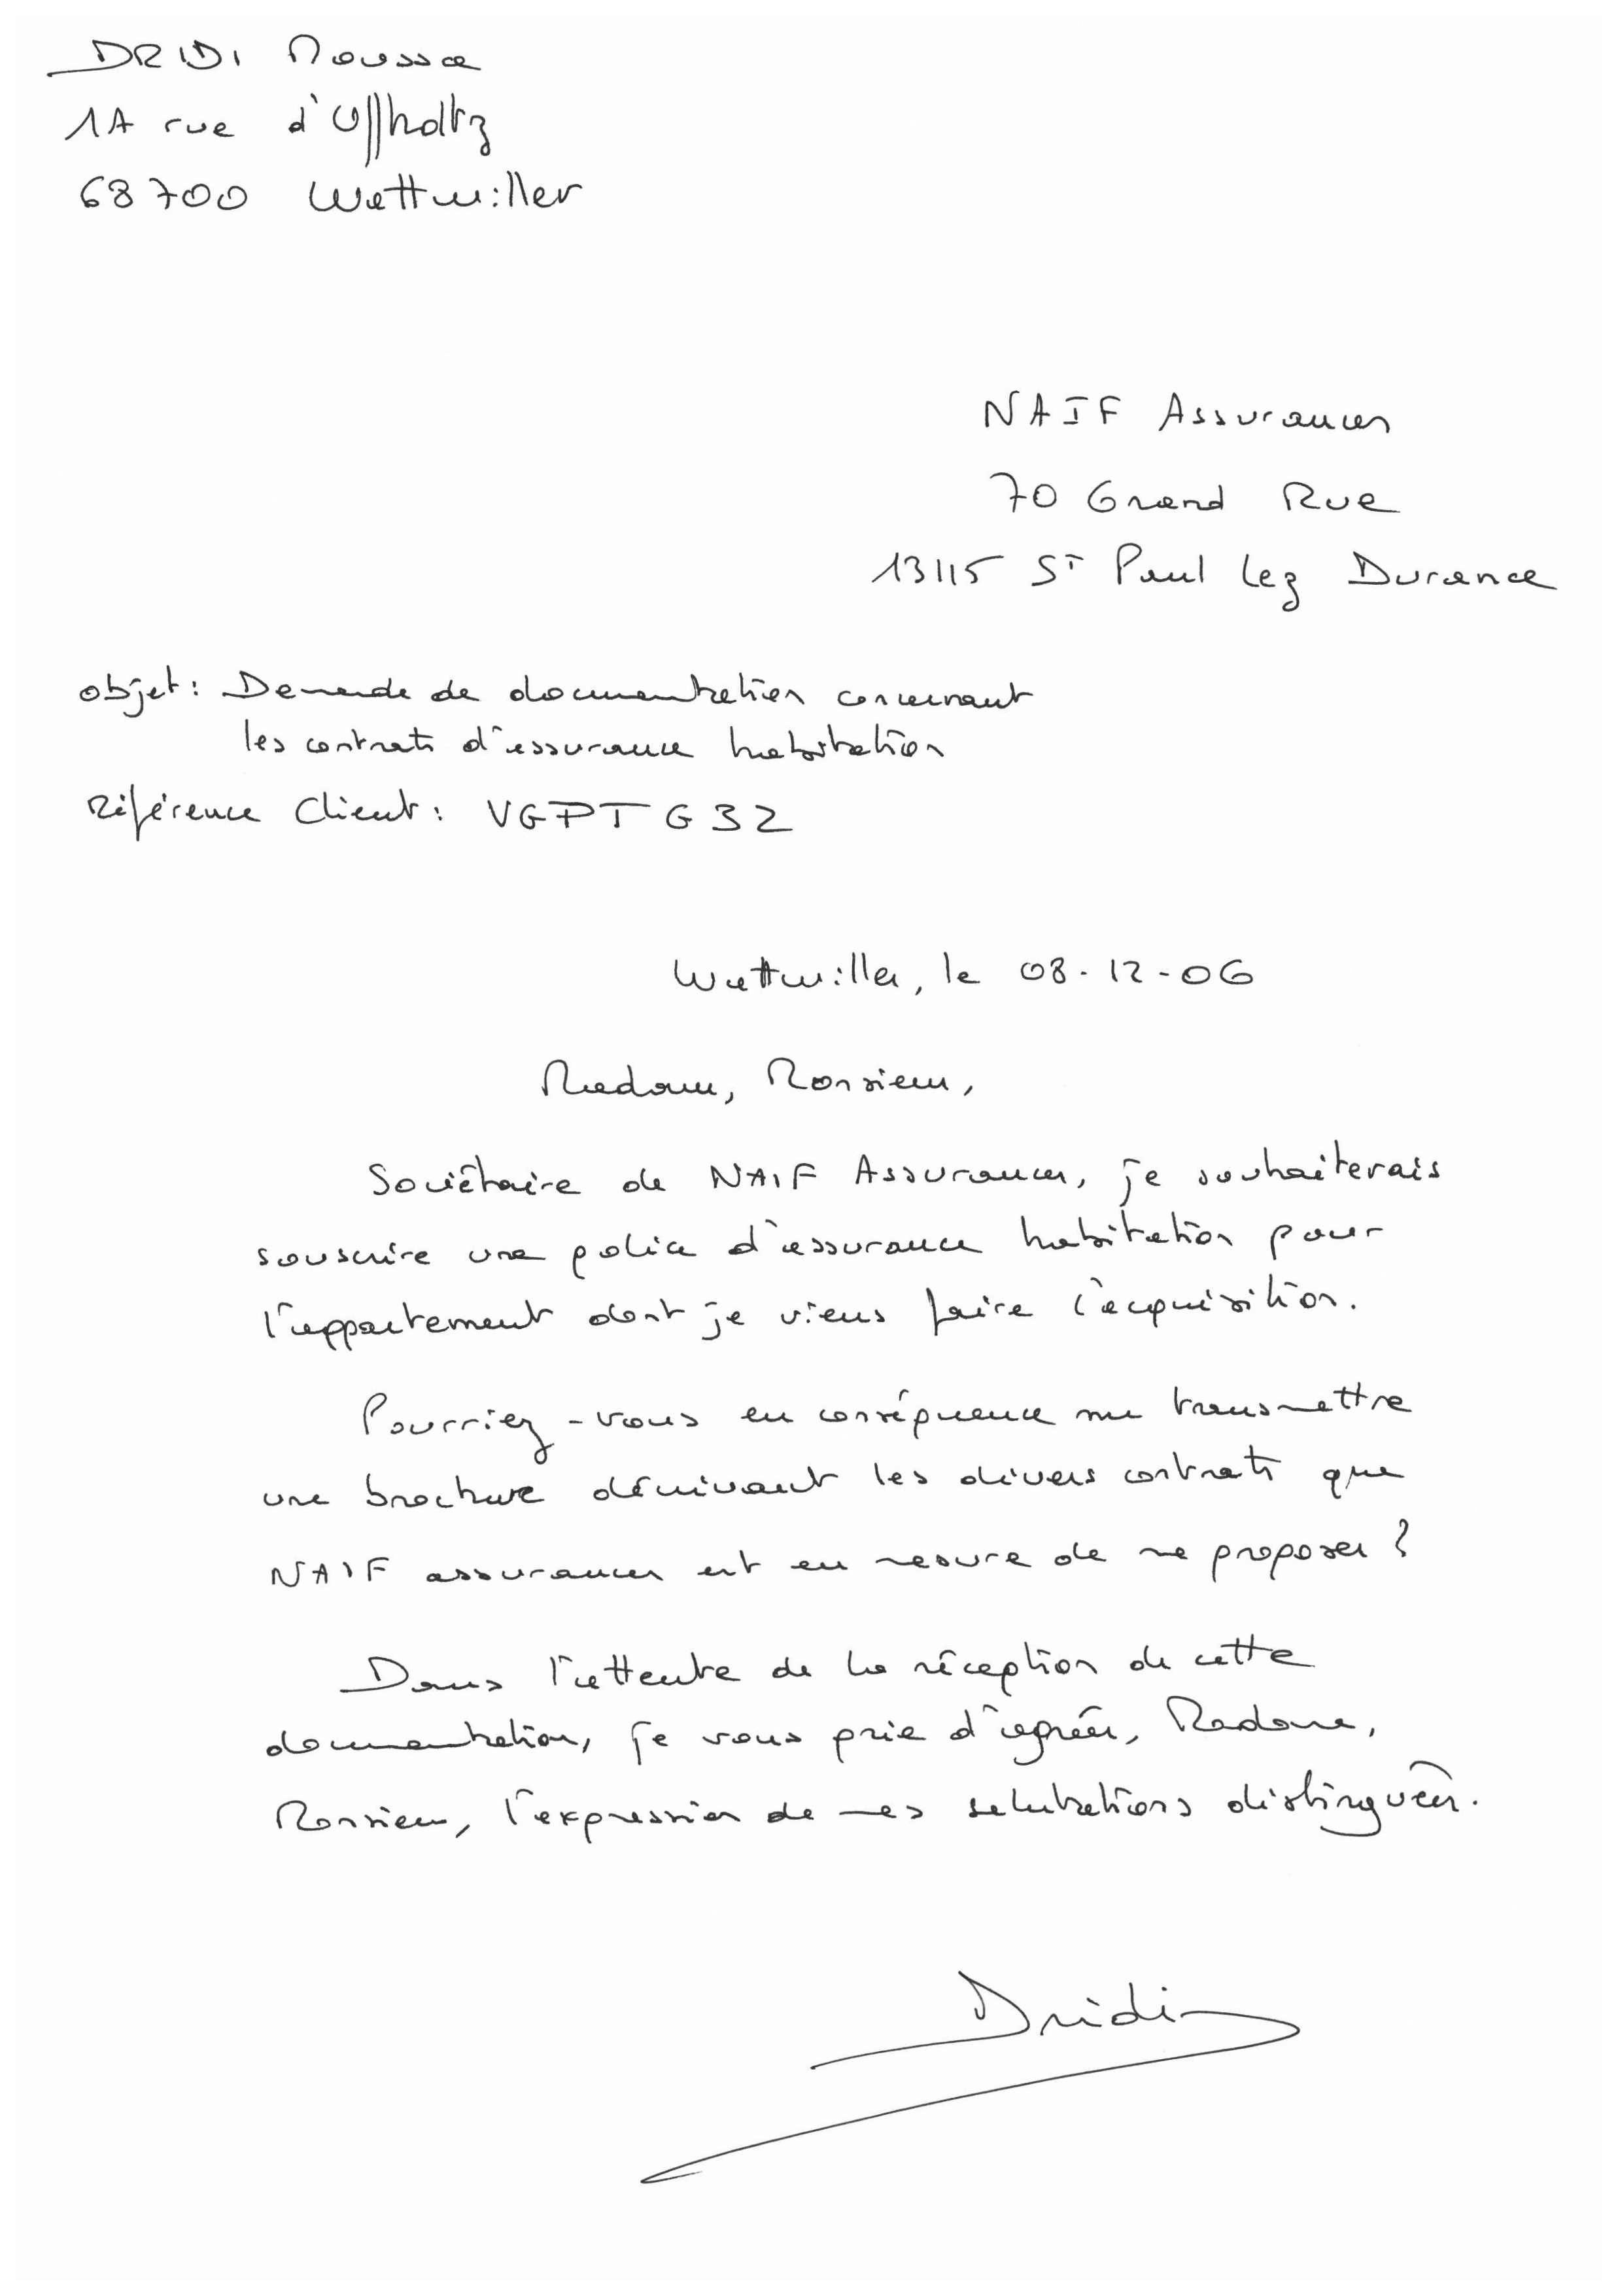 DRIDI Moussa
1A rue d'Uffholtz
68700 Wattwiller
NAIF Assurances
70 Grand Rue
13115 St Paul Lez Durance
objet : Demande de documentation concernant
les contrats d'assurance habitation
Référence Client : VGPTG32
Wattwiller, le 08-12-06
Madame, Monsieur,
Sociétaire de NAIF Assurances, je souhaiterais
souscrire une police d'assurance habitation pour
l'appartement dont je viens faire l'acquisition.
Pourriez-vous en conséquence me transmettre
une brochure décrivant les divers contrats que
NAIF assurances est en mesure de me proposer ?
Dans l'attente de la réception de cette
documentation, je vous prie d'agréer, Madame,
Monsieur, l'expression de mes salutations distinguées.
Dridi